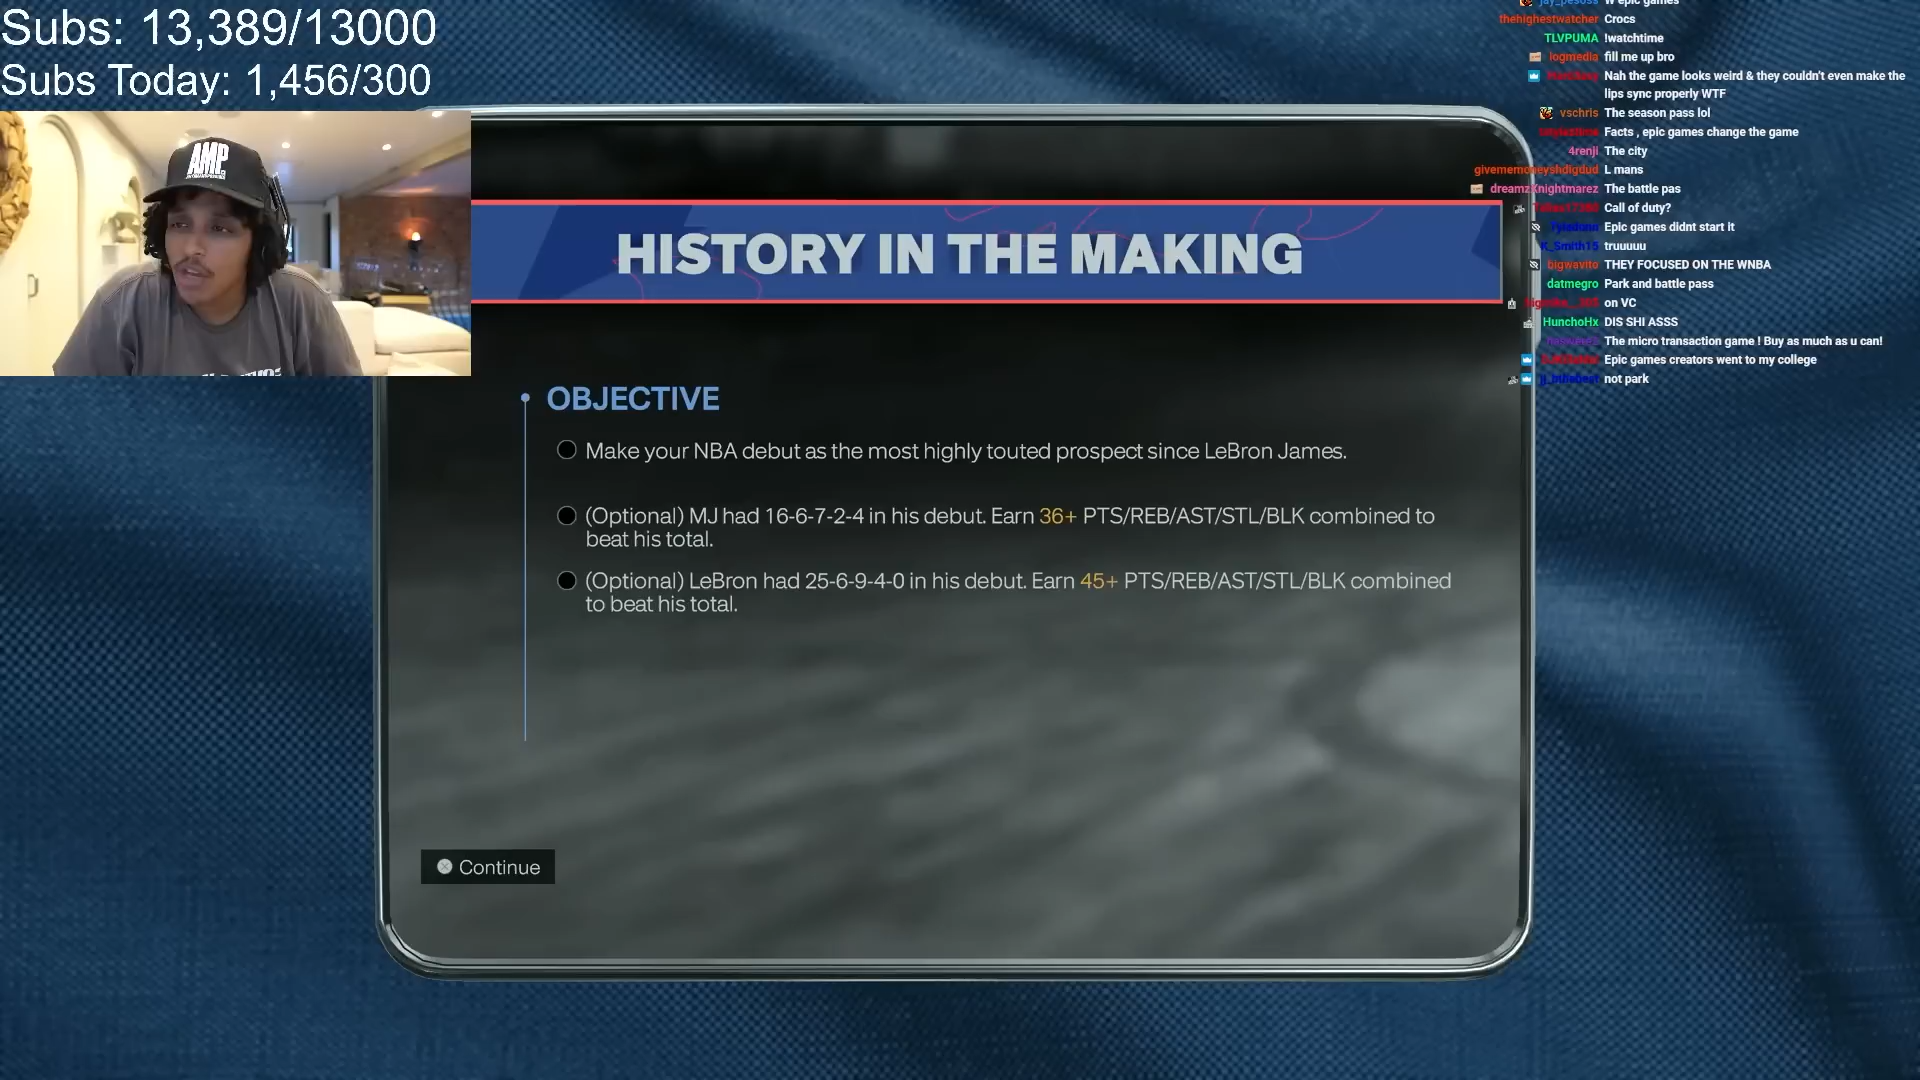 Subs: 13,389/13000
Subs Today: 1,456/300
AMP
HISTORY IN THE MAKING
OBJECTIVE
Make your NBA debut as the most highly touted prospect since LeBron James.
(Optional) MJ had 16-6-7-2-4 in his debut. Earn 36+ PTS/REB/AST/STL/BLK combined to
beat his total.
(Optional) LeBron had 25-6-9-4-0 in his debut. Earn 45+ PTS/REB/AST/STL/BLK combined
to beat his total.
Continue
jay_pesoss W epic games
thehighestwatcher Crocs
TLVPUMA !watchtime
logmedia fill me up bro
Nah the game looks weird & they couldn't even make the
lips sync properly WTF
vschris The season pass lol
Facts , epic games change the game
4renji The city
givememoneyshdigdud L mans
dreamzKnightmarez The battle pas
Call of duty?
Epic games didnt start it
K_Smith15 truuuuu
bigwavito THEY FOCUSED ON THE WNBA
datmegro Park and battle pass
on VC
HunchoHx DIS SHI ASSS
The micro transaction game ! Buy as much as u can!
Epic games creators went to my college
not park